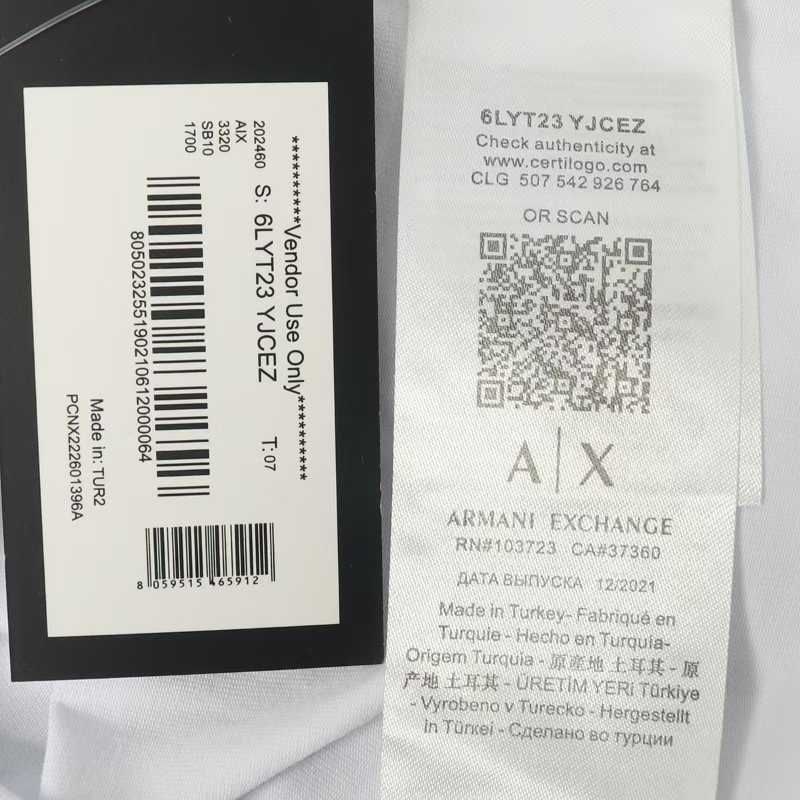 **********Vendor Use Only**********
202460 S: 6LYT23 YJCEZ T: 07
AIX
3320
SB10
1700
80502325519021061200064
Made in: TUR2
PCNX222601396A
8 059515 465912
6LYT23 YJCEZ
Check authenticity at
www.certilogo.com
CLG 507 542 926 764
OR SCAN
A|X
ARMANI EXCHANGE
RN#103723 CA#37360
ДАТА ВЫПУСКА 12/2021
Made in Turkey- Fabriqué en
Turquie - Hecho en Turquía-
Origem Turquia - 原産地 土耳其 - 原
产地 土耳其 - ÜRETİM YERİ Türkiye
- Vyrobeno v Turecko - Hergestellt
in Türkei - Сделано во турции